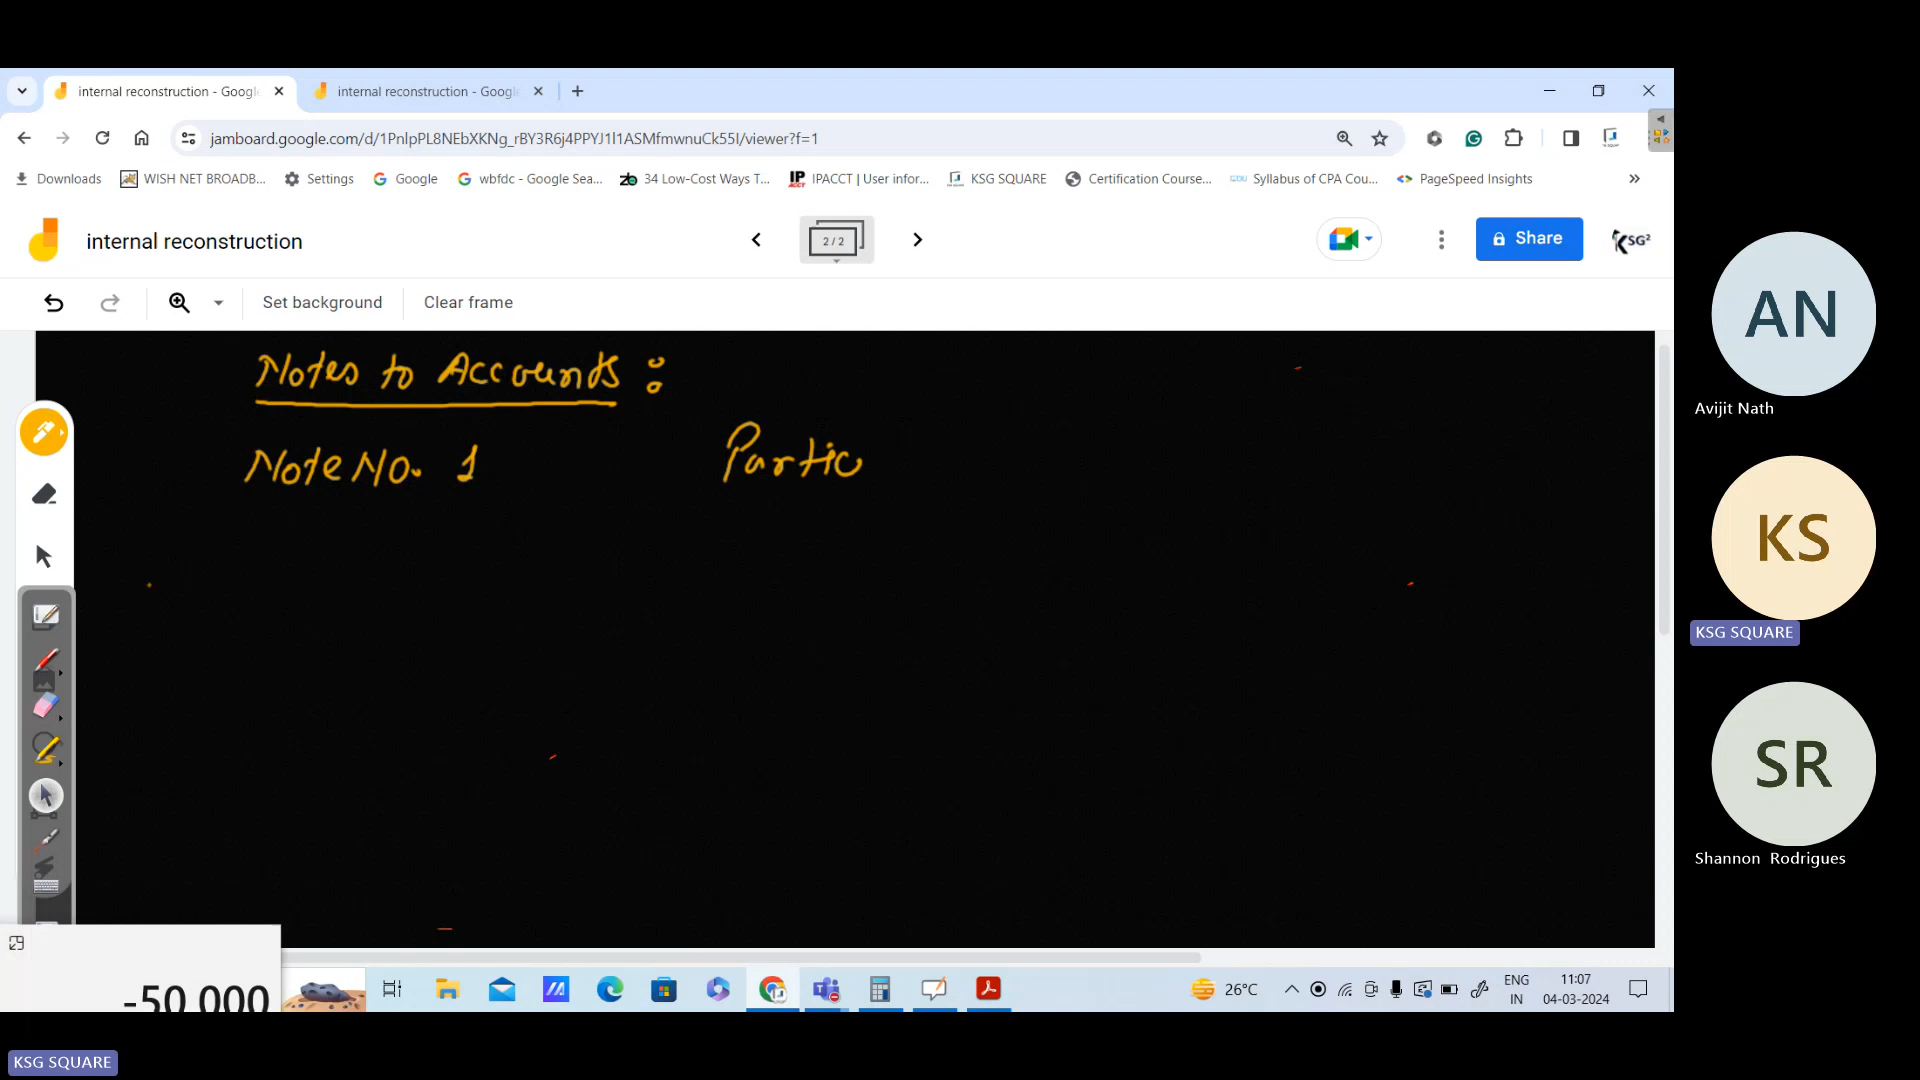 internal reconstruction - Google
internal reconstruction - Google
jamboard.google.com/d/1PnlpPL8NEbXKNg_rBY3R6j4PPYJ1l1ASMfmwnuCk55I/viewer?f=1
Downloads
WISH NET BROADB...
Settings
Google
wbfdc - Google Sea...
34 Low-Cost Ways T...
IPACCT | User infor...
KSG SQUARE
Certification Course...
Syllabus of CPA Cou...
PageSpeed Insights
internal reconstruction
2 / 2
Share
KSG²
Set background
Clear frame
Notes to Accounts :
Note No. 1 Partic
AN
Avijit Nath
KS
KSG SQUARE
SR
Shannon Rodrigues
-50,000
26°C
ENG
IN
11:07
04-03-2024
KSG SQUARE